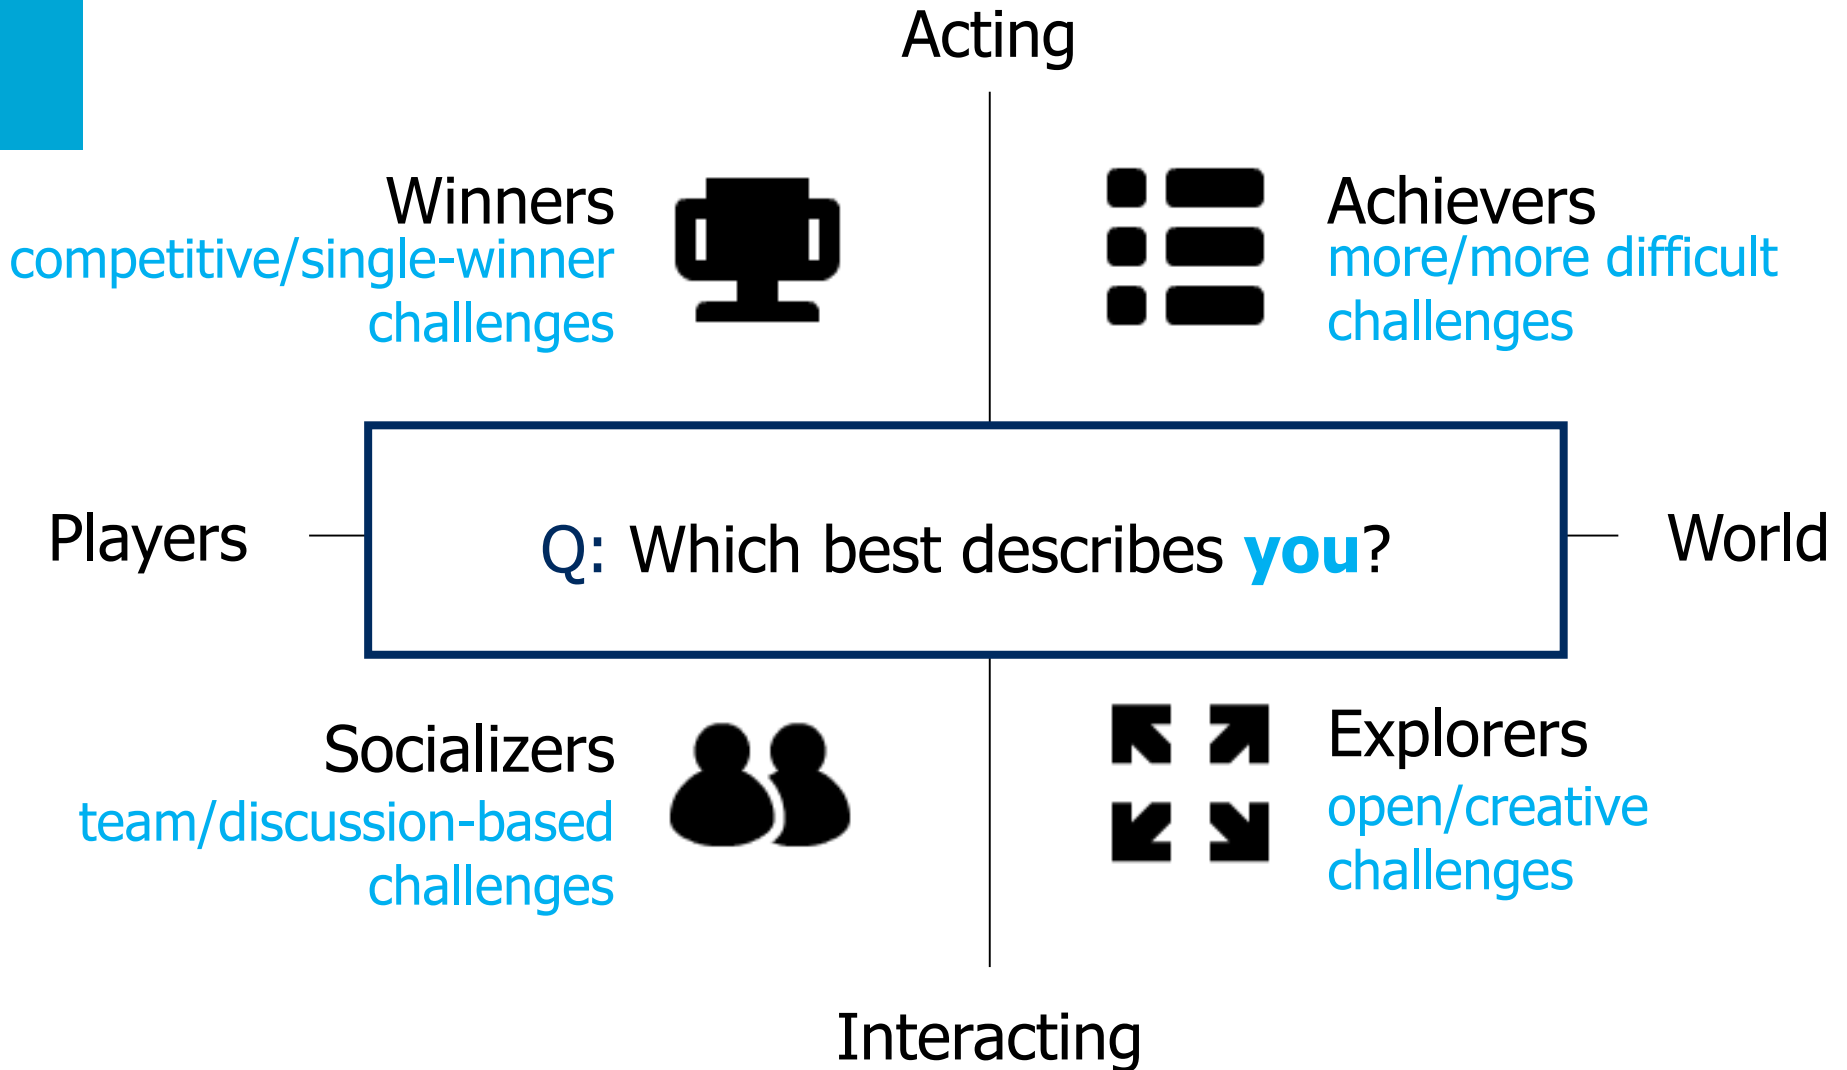 Acting
Winners
competitive/single-winner
challenges
Achievers
more/more difficult
challenges
Players
Q: Which best describes you?
World
Socializers
team/discussion-based
challenges
Explorers
open/creative
challenges
Interacting